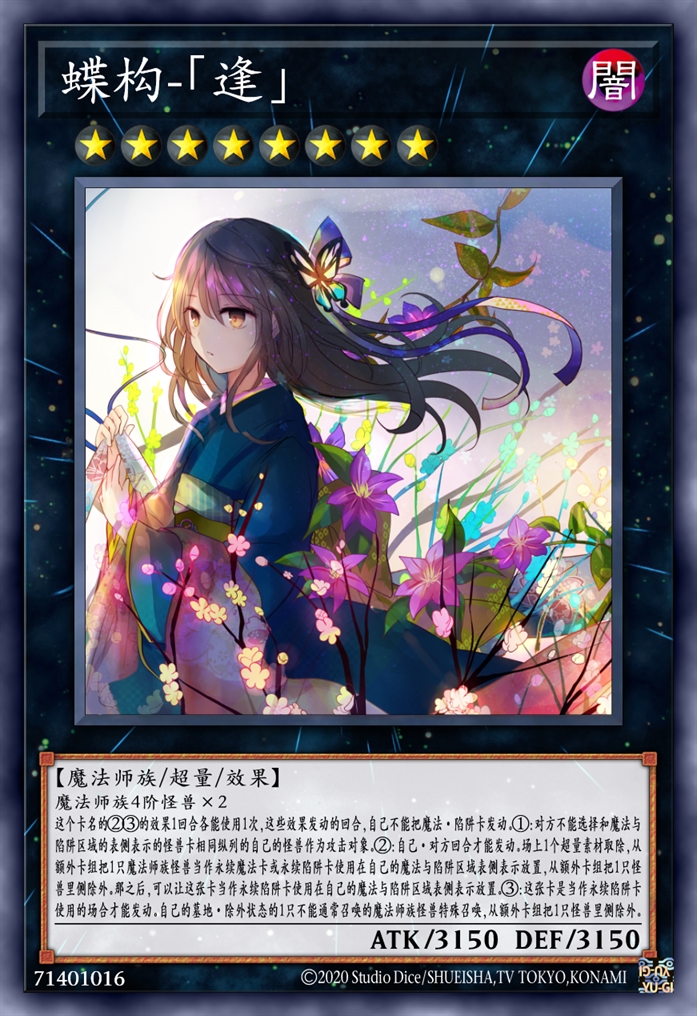 蝶构-「逢」
闇
【魔法师族/超量/效果】
魔法师族4阶怪兽×2
这个卡名的②③的效果1回合各能使用1次,这些效果发动的回合,自己不能把魔法·陷阱卡发动。①:对方不能选择和魔法与
陷阱区域的表侧表示的怪兽卡相同纵列的自己的怪兽作为攻击对象。②:自己·对方回合才能发动。场上1个超量素材取除,从
额外卡组把1只魔法师族怪兽当作永续魔法卡或永续陷阱卡使用在自己的魔法与陷阱区域表侧表示放置,从额外卡组把1只怪
兽里侧除外。那之后,可以让这张卡当作永续陷阱卡使用在自己的魔法与陷阱区域表侧表示放置。③:这张卡是当作永续陷阱卡
使用的场合才能发动。自己的墓地·除外状态的1只不能通常召唤的魔法师族怪兽特殊召唤,从额外卡组把1只怪兽里侧除外。
ATK/3150 DEF/3150
71401016
©2020 Studio Dice/SHUEISHA,TV TOKYO,KONAMI